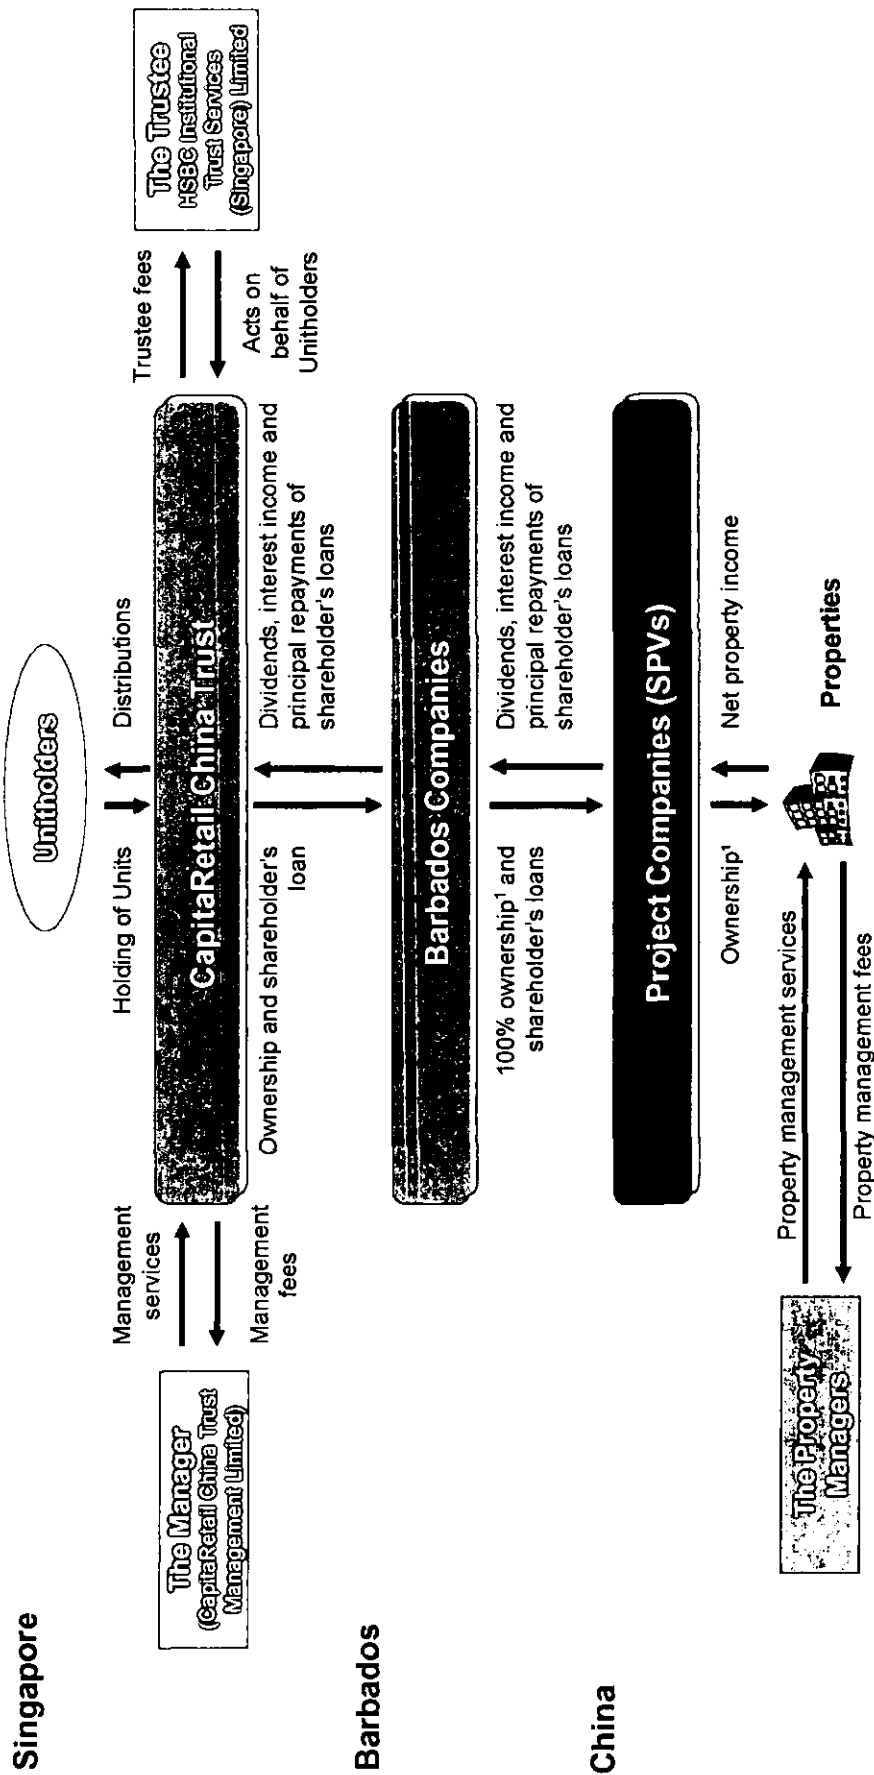 Singapore
Unitholders
Holding of Units
Distributions
The Manager
(CapitaRetail China Trust
Management Limited)
Management
services
Management
fees
CapitaRetail China Trust
Trustee fees
Acts on
behalf of
Unitholders
The Trustee
HSBC Institutional
Trust Services
(Singapore) Limited
Ownership and shareholder's
loan
Dividends, interest income and
principal repayments of
shareholder's loans
Barbados
Barbados Companies
100% ownership¹ and
shareholder's loans
Dividends, interest income and
principal repayments of
shareholder's loans
China
Project Companies (SPVs)
Ownership¹
Net property income
The Property
Managers
Property management services
Property management fees
Properties